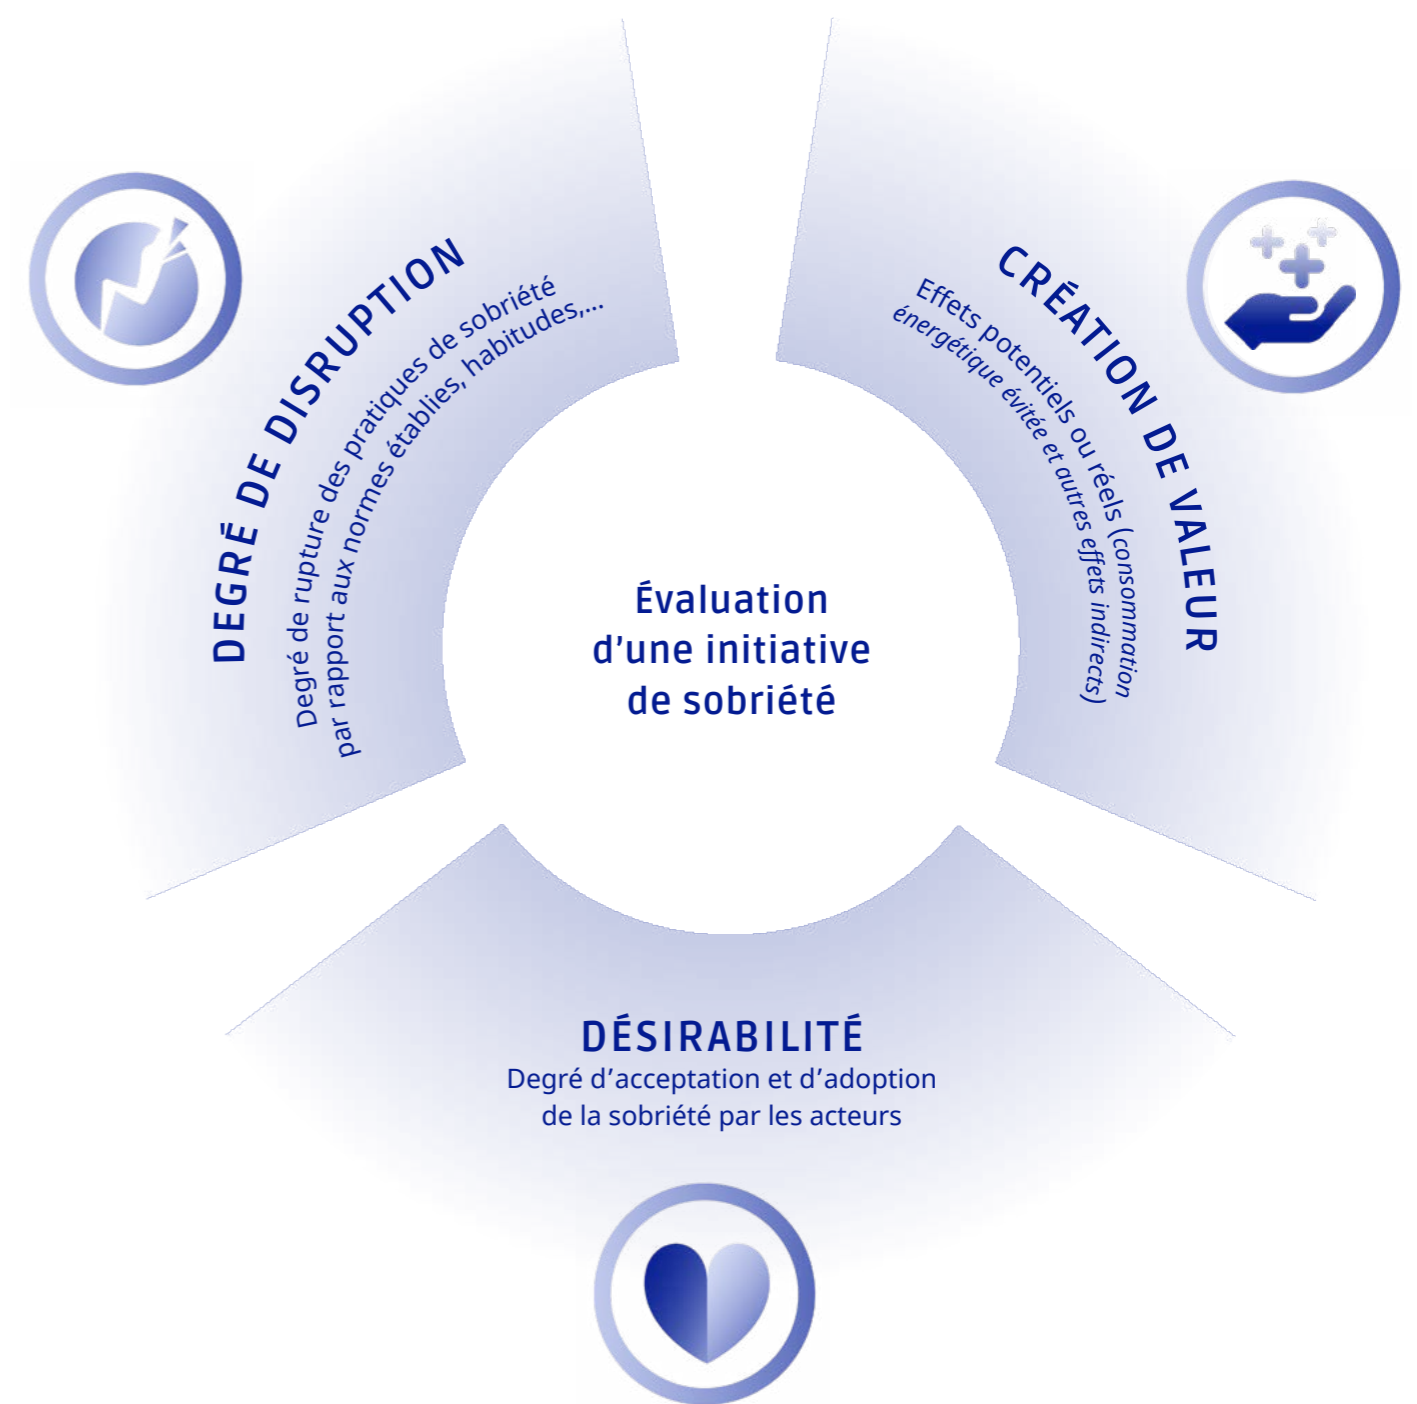 DEGRÉ DE DISRUPTION
Degré de rupture des pratiques de sobriété
par rapport aux normes établies, habitudes,...
CRÉATION DE VALEUR
Effets potentiels ou réels (consommation
énergétique évitée et autres effets indirects)
Évaluation
d’une initiative
de sobriété
DÉSIRABILITÉ
Degré d’acceptation et d’adoption
de la sobriété par les acteurs